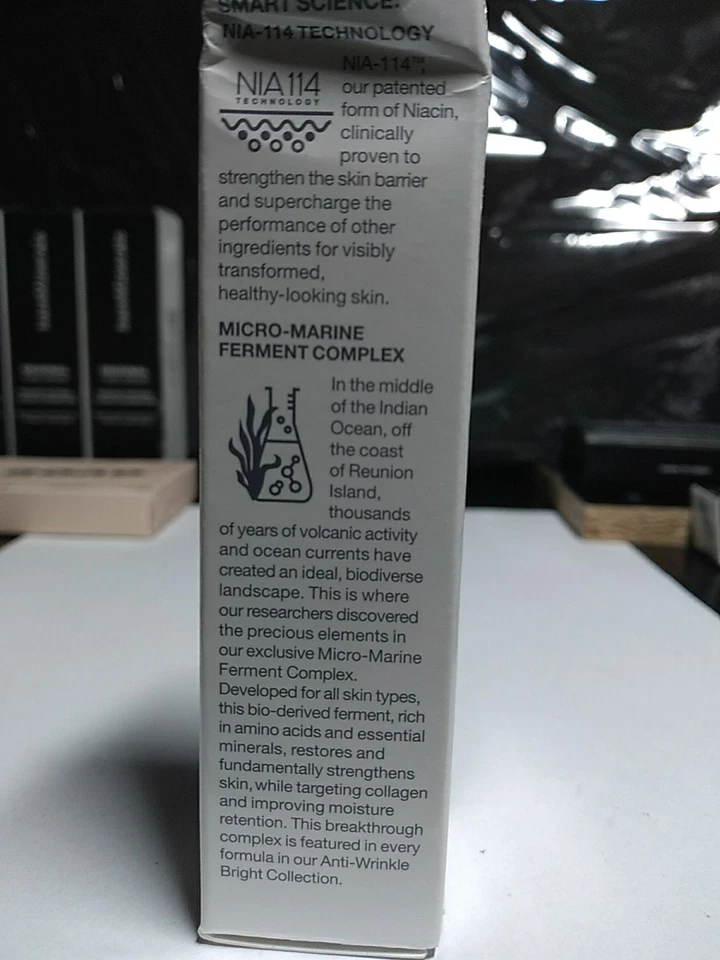 SMART SCIENCE:
NIA-114 TECHNOLOGY
NIA 114
TECHNOLOGY
NIA-114™,
our patented
form of Niacin,
clinically
proven to
strengthen the skin barrier
and supercharge the
performance of other
ingredients for visibly
transformed,
healthy-looking skin.
MICRO-MARINE
FERMENT COMPLEX
In the middle
of the Indian
Ocean, off
the coast
of Reunion
Island,
thousands
of years of volcanic activity
and ocean currents have
created an ideal, biodiverse
landscape. This is where
our researchers discovered
the precious elements in
our exclusive Micro-Marine
Ferment Complex.
Developed for all skin types,
this bio-derived ferment, rich
in amino acids and essential
minerals, restores and
fundamentally strengthens
skin, while targeting collagen
and improving moisture
retention. This breakthrough
complex is featured in every
formula in our Anti-Wrinkle
Bright Collection.